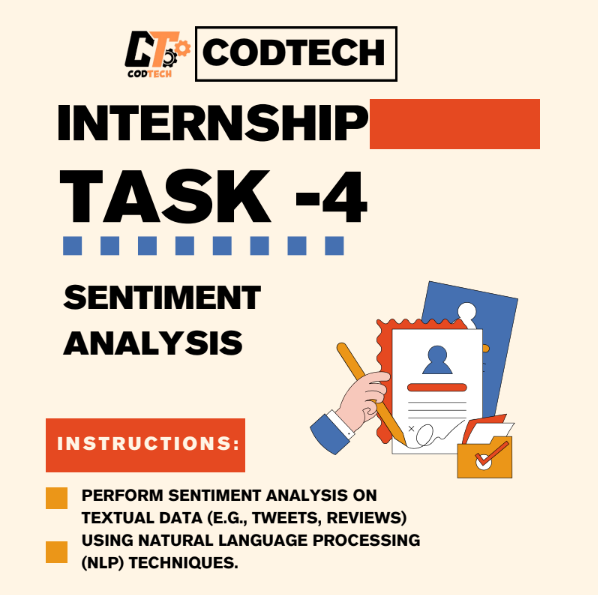 CT
CODTECH
CODTECH
INTERNSHIP
TASK -4
SENTIMENT
ANALYSIS
INSTRUCTIONS:
PERFORM SENTIMENT ANALYSIS ON
TEXTUAL DATA (E.G., TWEETS, REVIEWS)
USING NATURAL LANGUAGE PROCESSING
(NLP) TECHNIQUES.